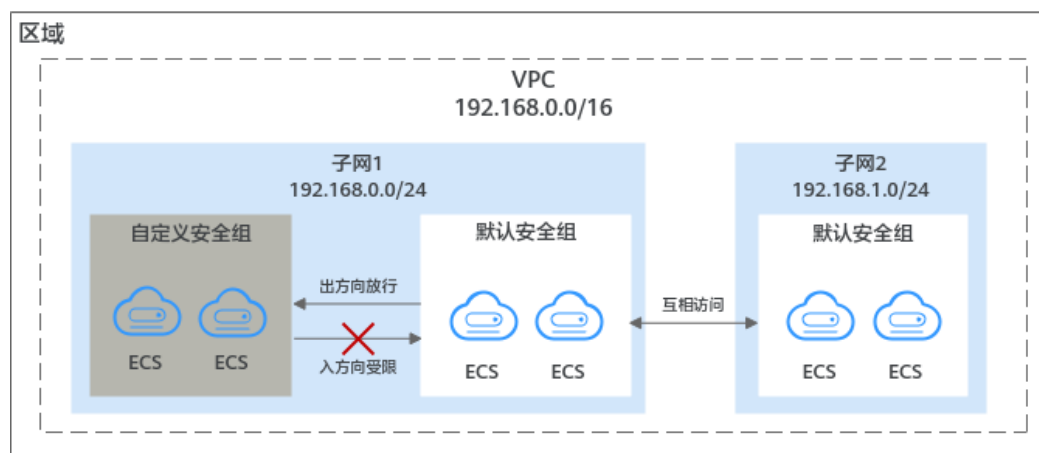 区域
VPC
192.168.0.0/16
子网1
192.168.0.0/24
子网2
192.168.1.0/24
自定义安全组
默认安全组
默认安全组
出方向放行
互相访问
入方向受限
ECS
ECS
ECS
ECS
ECS
ECS